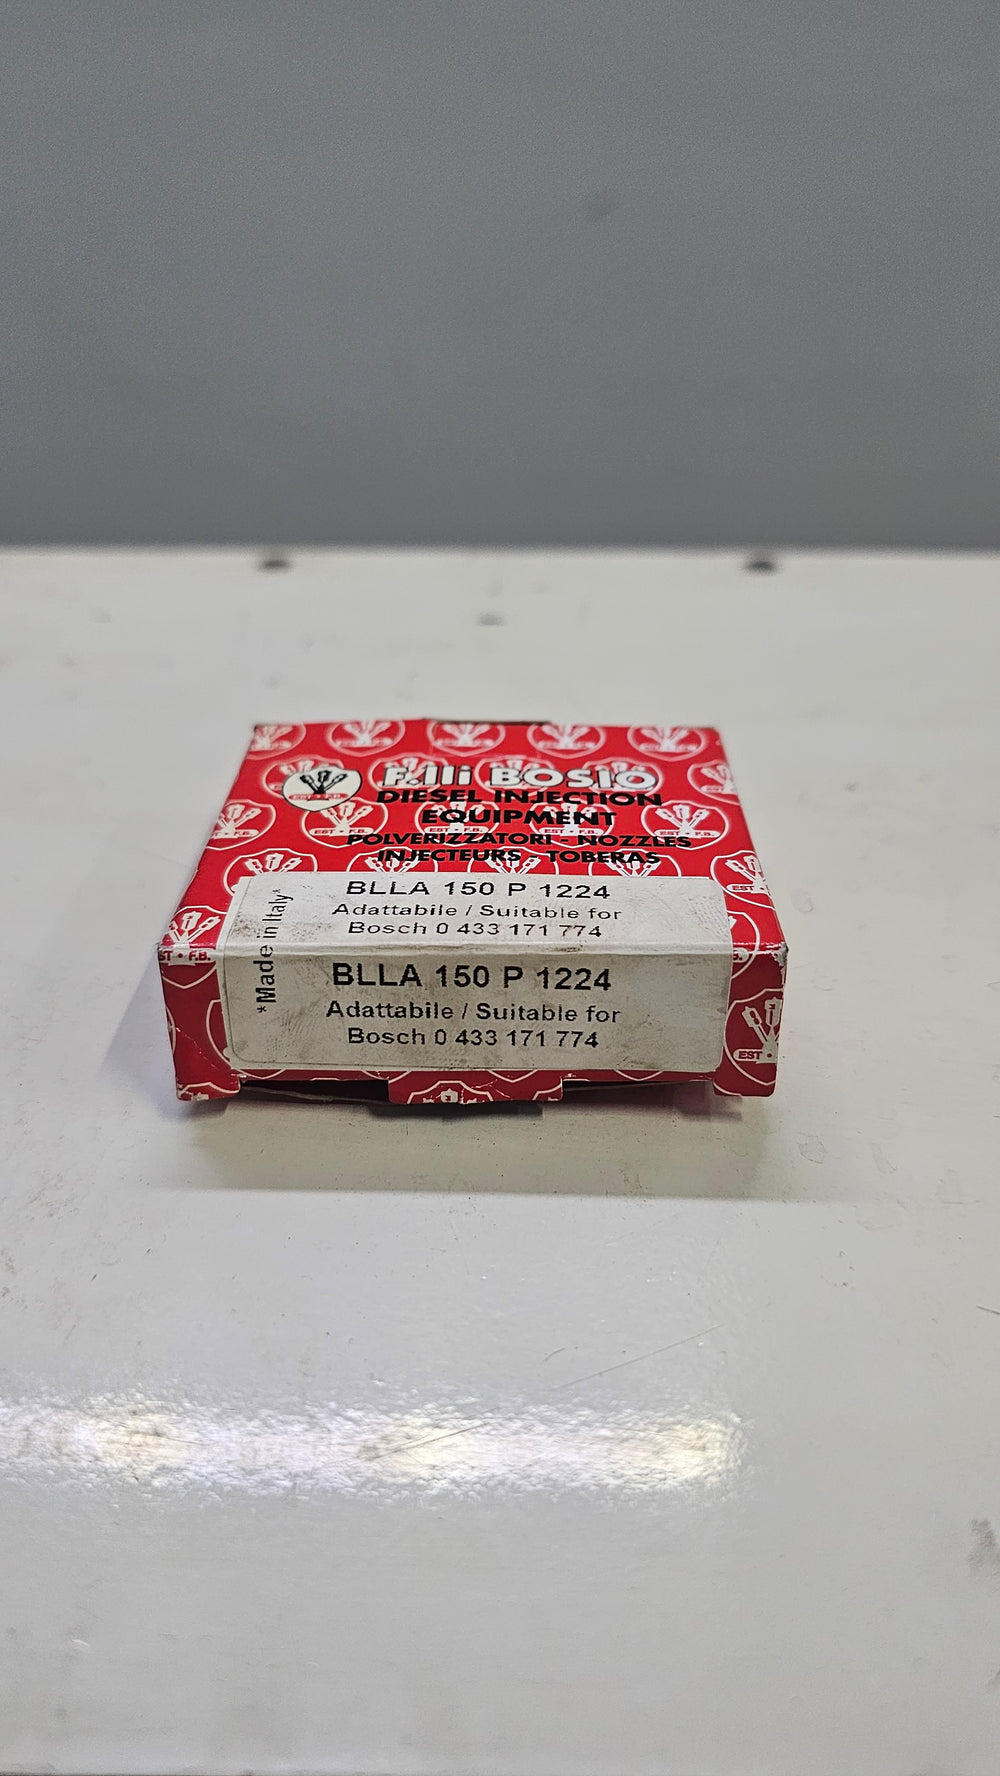 F.lli BOSIO
DIESEL INJECTION
EQUIPMENT
POLVERIZZATORI - NOZZLES
INJECTEURS - TOBERAS
EST F.B.
*Made in Italy*
BLLA 150 P 1224
Adattabile / Suitable for
Bosch 0 433 171 774
BLLA 150 P 1224
Adattabile / Suitable for
Bosch 0 433 171 774